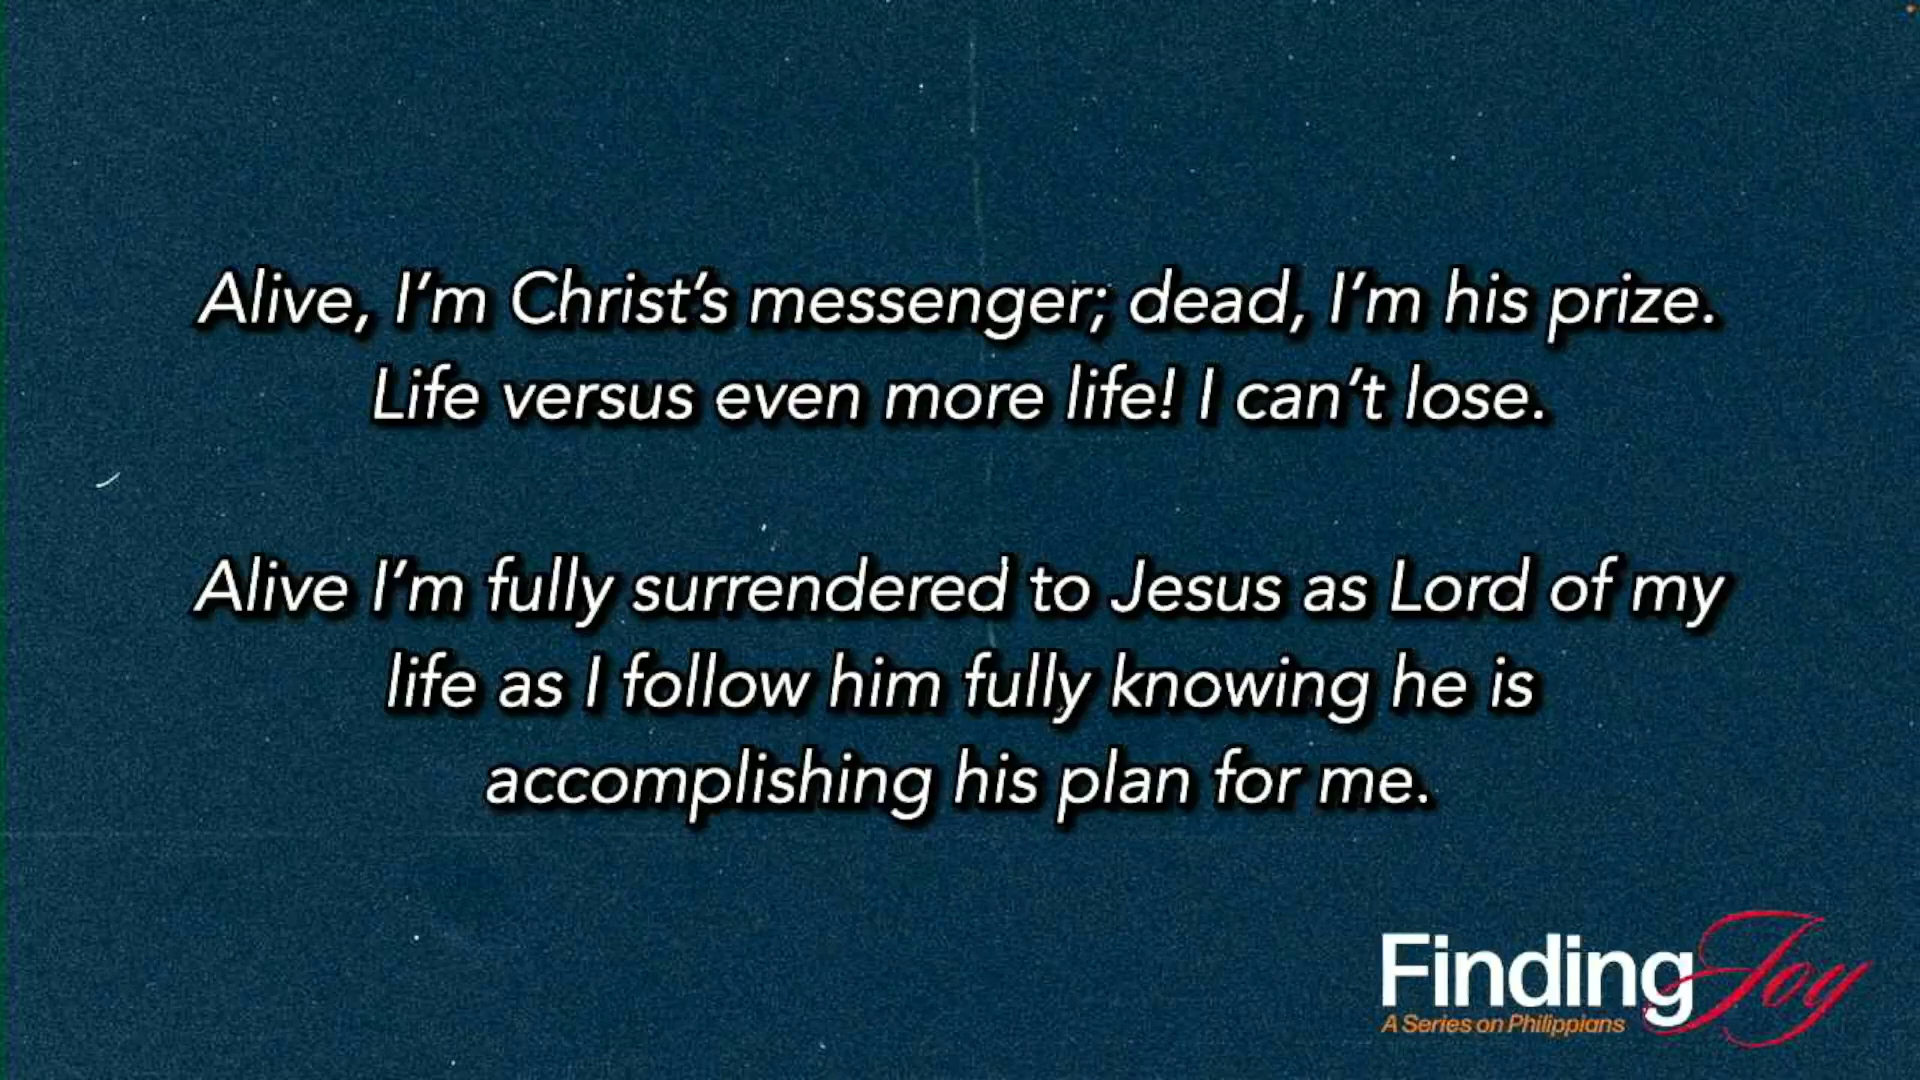 Alive, I’m Christ’s messenger; dead, I’m his prize.
Life versus even more life! I can’t lose.
Alive I’m fully surrendered to Jesus as Lord of my
life as I follow him fully knowing he is
accomplishing his plan for me.
Finding Joy
A Series on Philippians